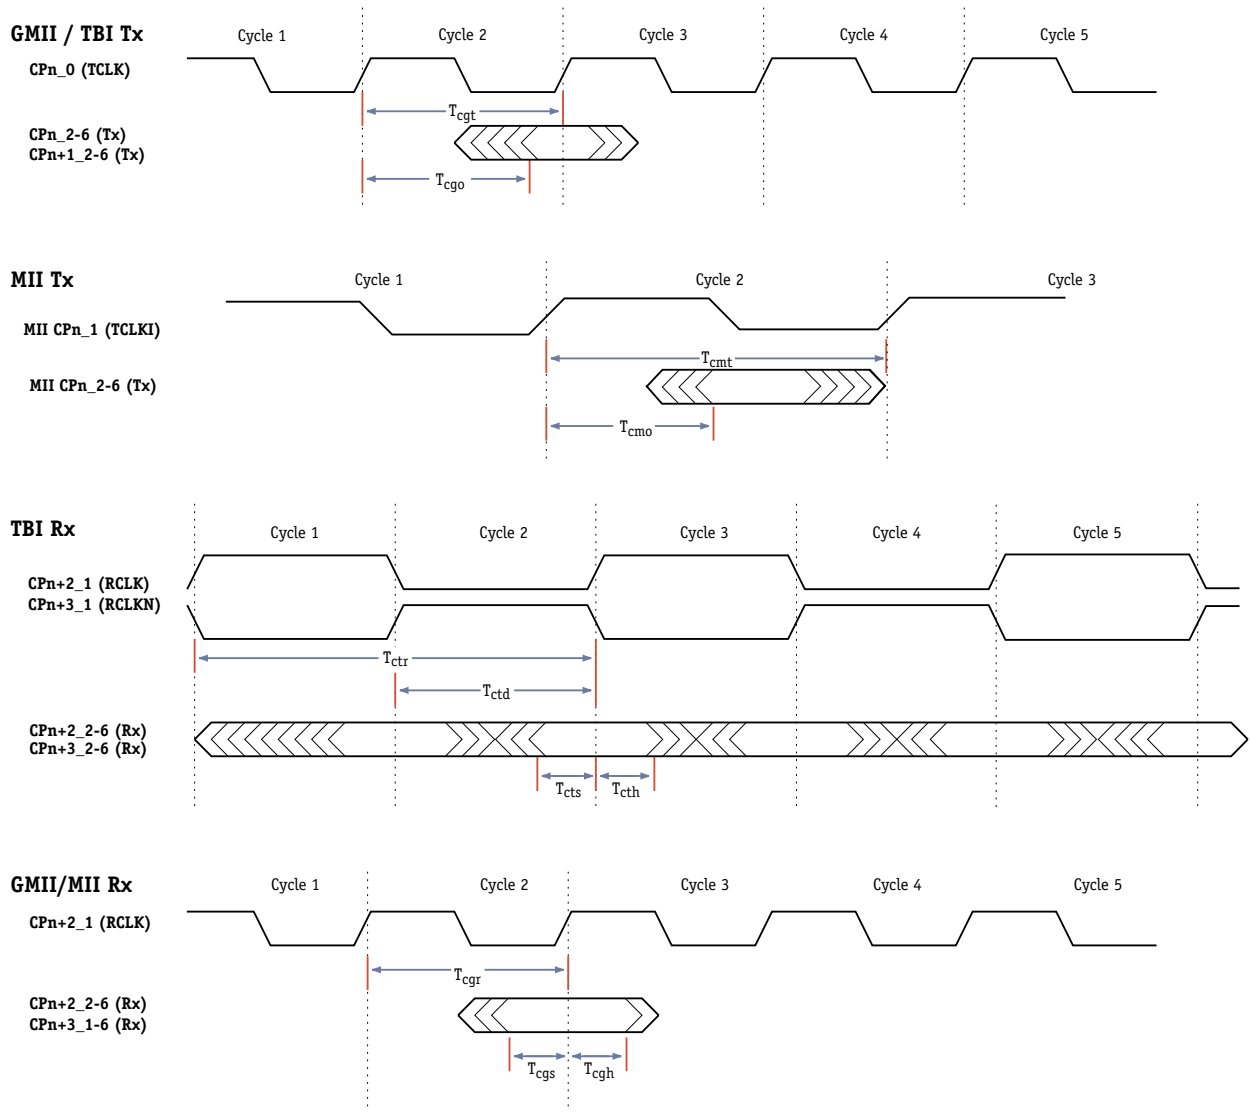 GMII / TBI Tx
Cycle 1 Cycle 2 Cycle 3 Cycle 4 Cycle 5
CPn_0 (TCLK)
Tcgt
CPn_2-6 (Tx)
CPn+1_2-6 (Tx)
Tcgo
MII Tx
Cycle 1 Cycle 2 Cycle 3
MII CPn_1 (TCLKI)
Tcmt
MII CPn_2-6 (Tx)
Tcmo
TBI Rx
Cycle 1 Cycle 2 Cycle 3 Cycle 4 Cycle 5
CPn+2_1 (RCLK)
CPn+3_1 (RCLKN)
Tctr
Tctd
CPn+2_2-6 (Rx)
CPn+3_2-6 (Rx)
Tcts Tcth
GMII/MII Rx
Cycle 1 Cycle 2 Cycle 3 Cycle 4 Cycle 5
CPn+2_1 (RCLK)
Tcgr
CPn+2_2-6 (Rx)
CPn+3_1-6 (Rx)
Tcgs Tcgh